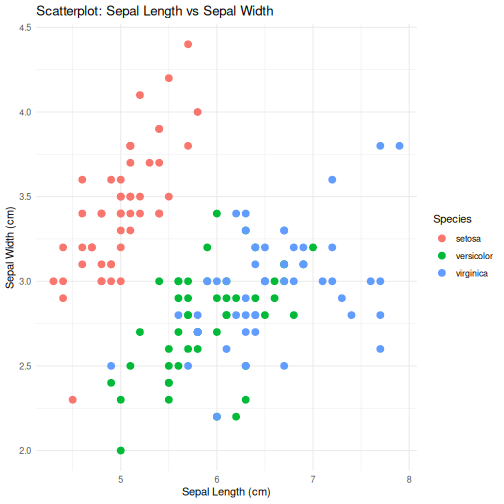 Scatterplot: Sepal Length vs Sepal Width
4.5
4.0
3.5
3.0
2.5
2.0
Sepal Width (cm)
5 6 7 8
Sepal Length (cm)
Species
setosa
versicolor
virginica